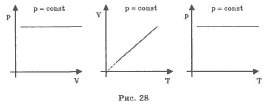 p = const
p = const
p = const
P
V
V
T
P
T
Рис. 28